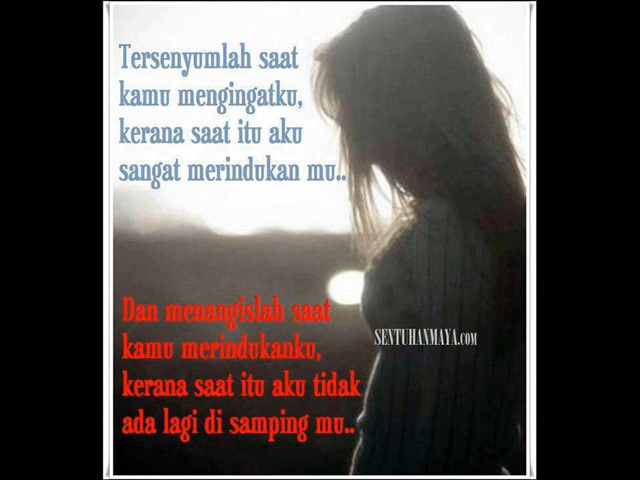 Tersenyumlah saat
kamu mengingatku,
kerana saat itu aku
sangat merindukan mu..
Dan menangislah saat
kamu merindukanku,
kerana saat itu aku tidak
ada lagi di samping mu..
SENTUHANMAYA.COM